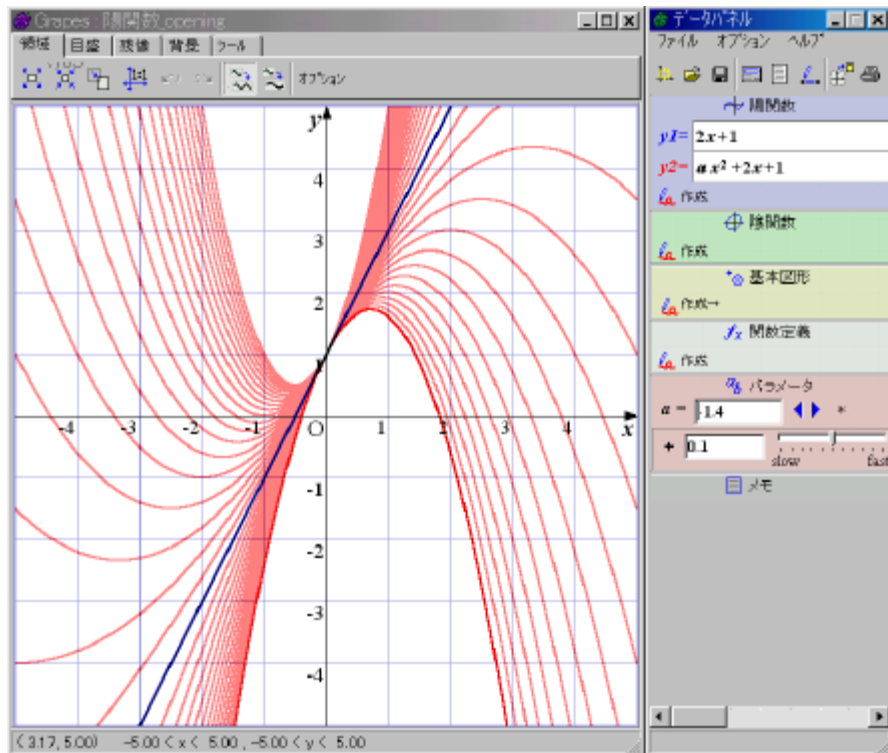 Grapes : 陽関数_opening
領域 目盛 残像 背景 ツール
オプション
y
4
3
2
1
-4 -3 -2 -1 O 1 2 3 4 x
-1
-2
-3
-4
(3.17, 5.00) -5.00 < x < 5.00 , -5.00 < y < 5.00
データパネル
ファイル オプション ヘルプ
陽関数
y1= 2x+1
y2= a x² +2x+1
作成
陰関数
作成
基本図形
作成→
関数定義
作成
パラメータ
a = -1.4 *
+ 0.1
slow fast
メモ